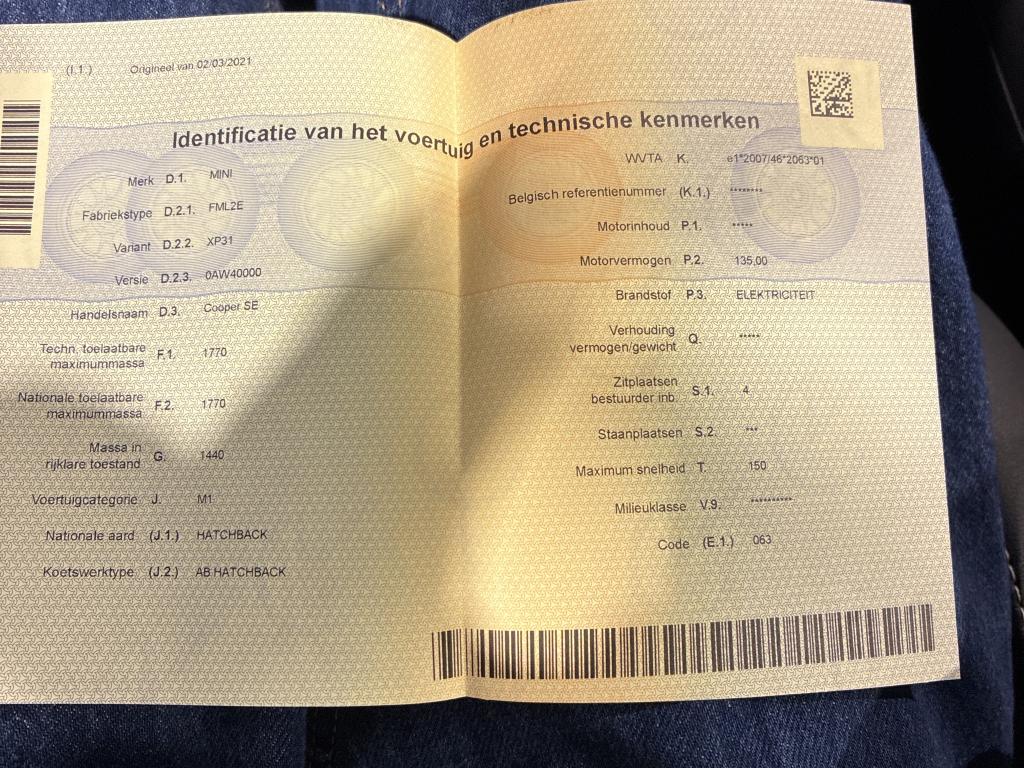 (I.1.) Origineel van 02/03/2021
Identificatie van het voertuig en technische kenmerken
Merk D.1. MINI
Fabriekstype D.2.1. FML2E
Variant D.2.2. XP31
Versie D.2.3. 0AW40000
Handelsnaam D.3. Cooper SE
Techn. toelaatbare
maximummassa F.1. 1770
Nationale toelaatbare
maximummassa F.2. 1770
Massa in
rijklare toestand G. 1440
Voertuigcategorie J. M1
Nationale aard (J.1.) HATCHBACK
Koetswerktype (J.2.) AB HATCHBACK
WVTA K. e1*2007/46*2063*01
Belgisch referentienummer (K.1.) ********
Motorinhoud P.1. *****
Motorvermogen P.2. 135,00
Brandstof P.3. ELEKTRICITEIT
Verhouding
vermogen/gewicht Q. *****
Zitplaatsen
bestuurder inb. S.1. 4
Staanplaatsen S.2. ***
Maximum snelheid T. 150
Milieuklasse V.9. **********
Code (E.1.) 063